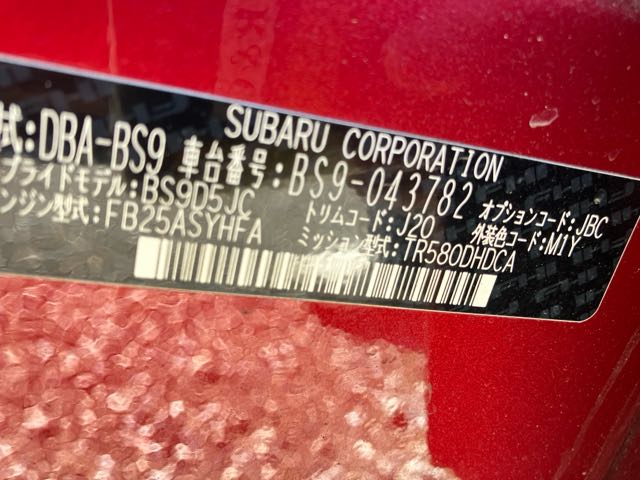 SUBARU CORPORATION
式:DBA-BS9 車台番号:BS9-043782
プライドモデル:BS9D5JC トリムコード:J20 オプションコード:JBC
ンジン型式:FB25ASYHFA ミッション型式:TR580DHDCA 外装色コード:M1Y